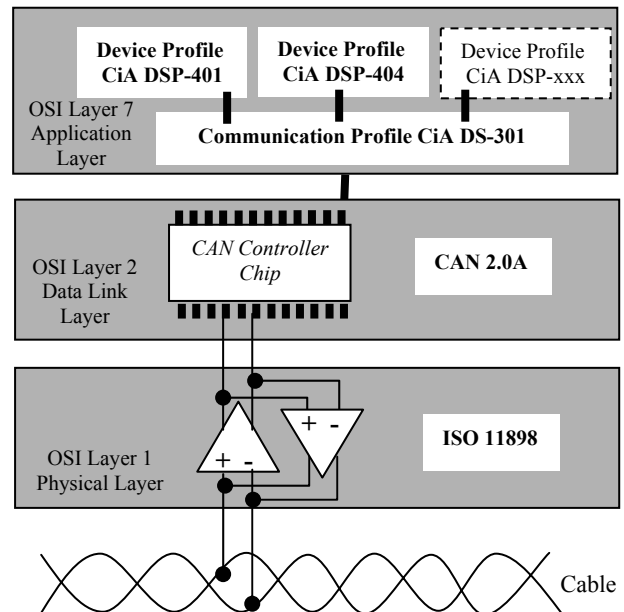 Device Profile
CiA DSP-401
Device Profile
CiA DSP-404
Device Profile
CiA DSP-xxx
OSI Layer 7
Application
Layer
Communication Profile CiA DS-301
OSI Layer 2
Data Link
Layer
CAN Controller
Chip
CAN 2.0A
OSI Layer 1
Physical Layer
+ -
+ -
ISO 11898
Cable